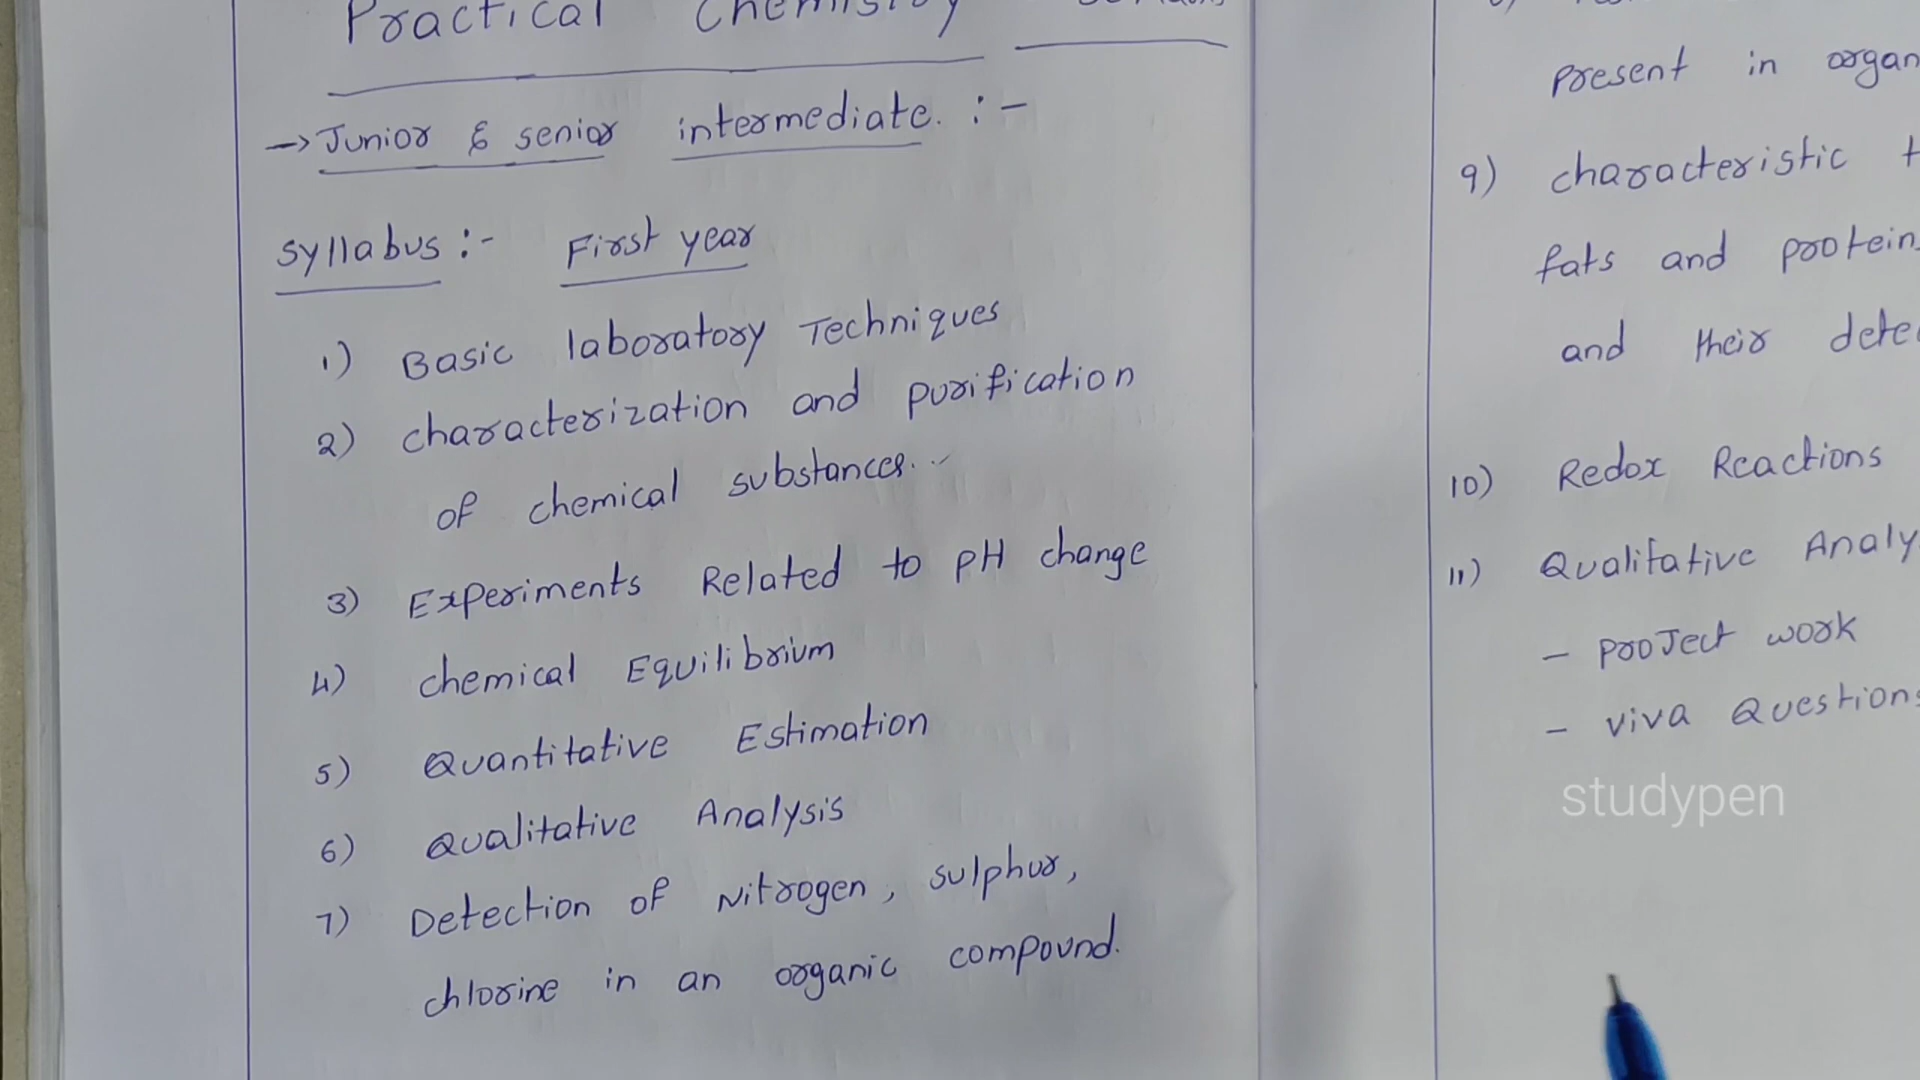 Practical Chemistry
→ Junior & senior intermediate. :-
Syllabus :- First year
1) Basic laboratory Techniques
2) characterization and purification
of chemical substances.
3) Experiments Related to pH change
4) chemical Equilibrium
5) Quantitative Estimation
6) Qualitative Analysis
7) Detection of Nitrogen, sulphur,
chlorine in an organic compound.
present in organ
9) characteristic t
fats and protein
and their dete
10) Redox Reactions
11) Qualitative Analy
- project work
- viva Questions
studypen